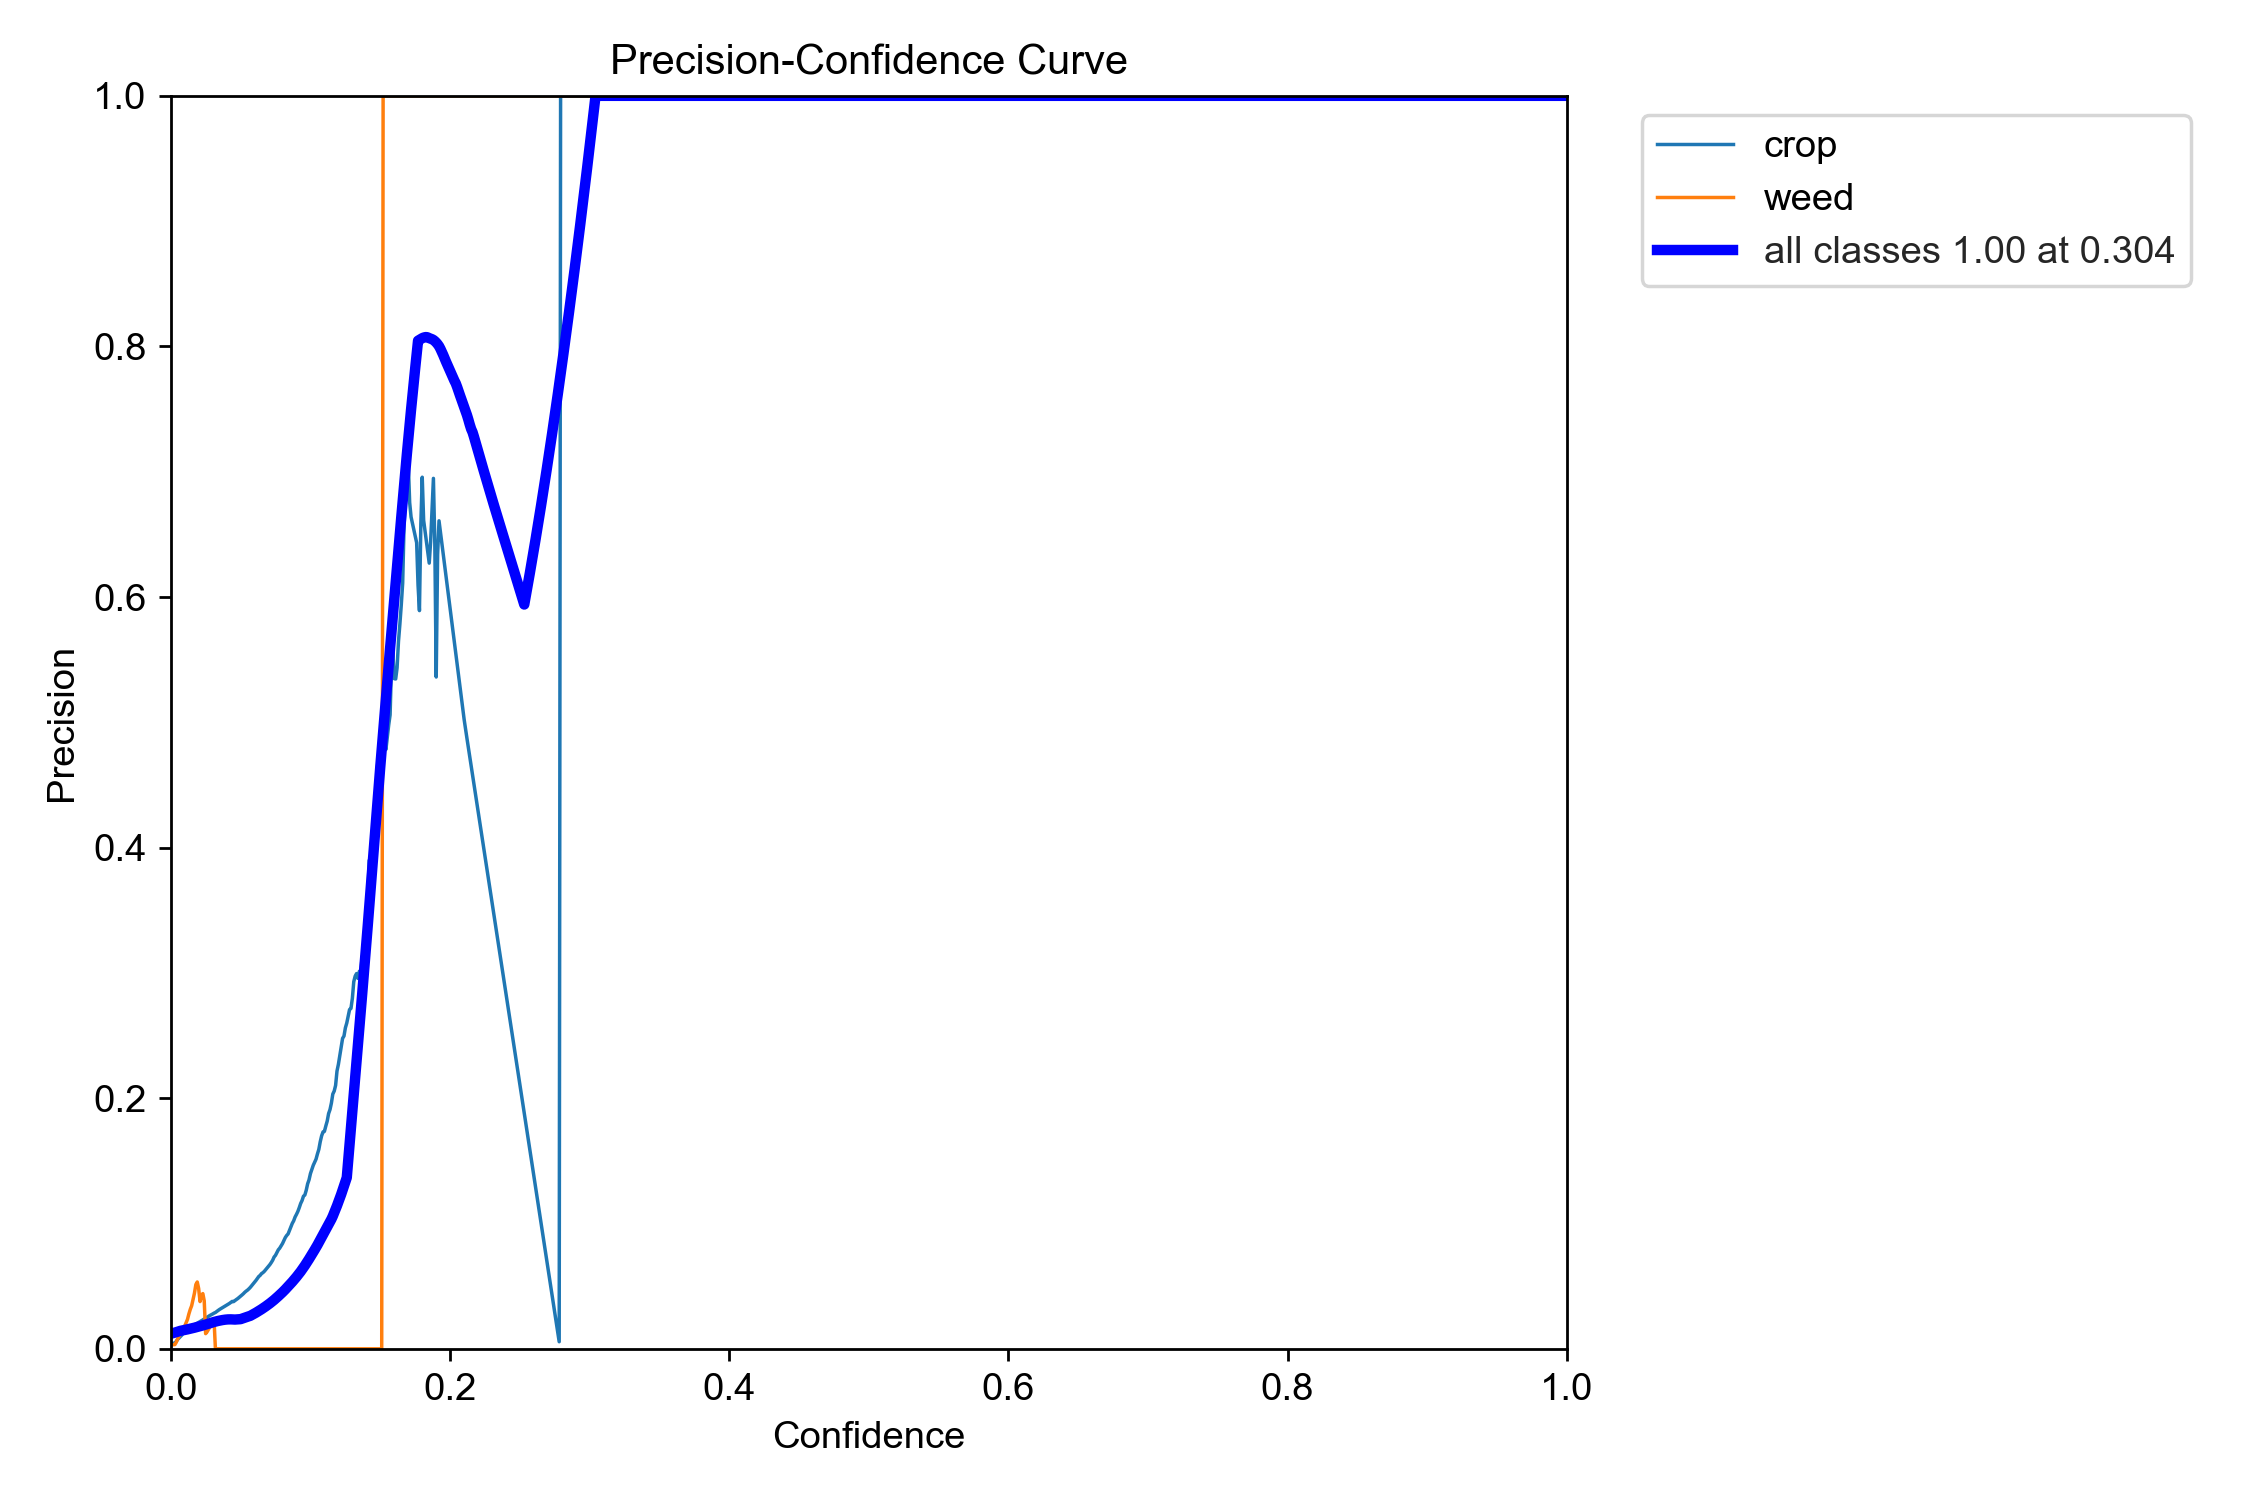 Precision-Confidence Curve
1.0
0.8
0.6
0.4
0.2
0.0
Precision
0.0 0.2 0.4 0.6 0.8 1.0
Confidence
crop
weed
all classes 1.00 at 0.304